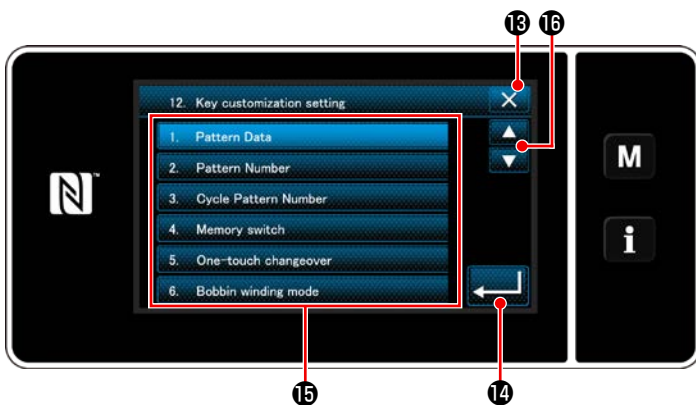 ⓭ ⓰
12. Key customization setting
1. Pattern Data
2. Pattern Number
3. Cycle Pattern Number
4. Memory switch
5. One-touch changeover
6. Bobbin winding mode
M
i
N
⓯ ⓮